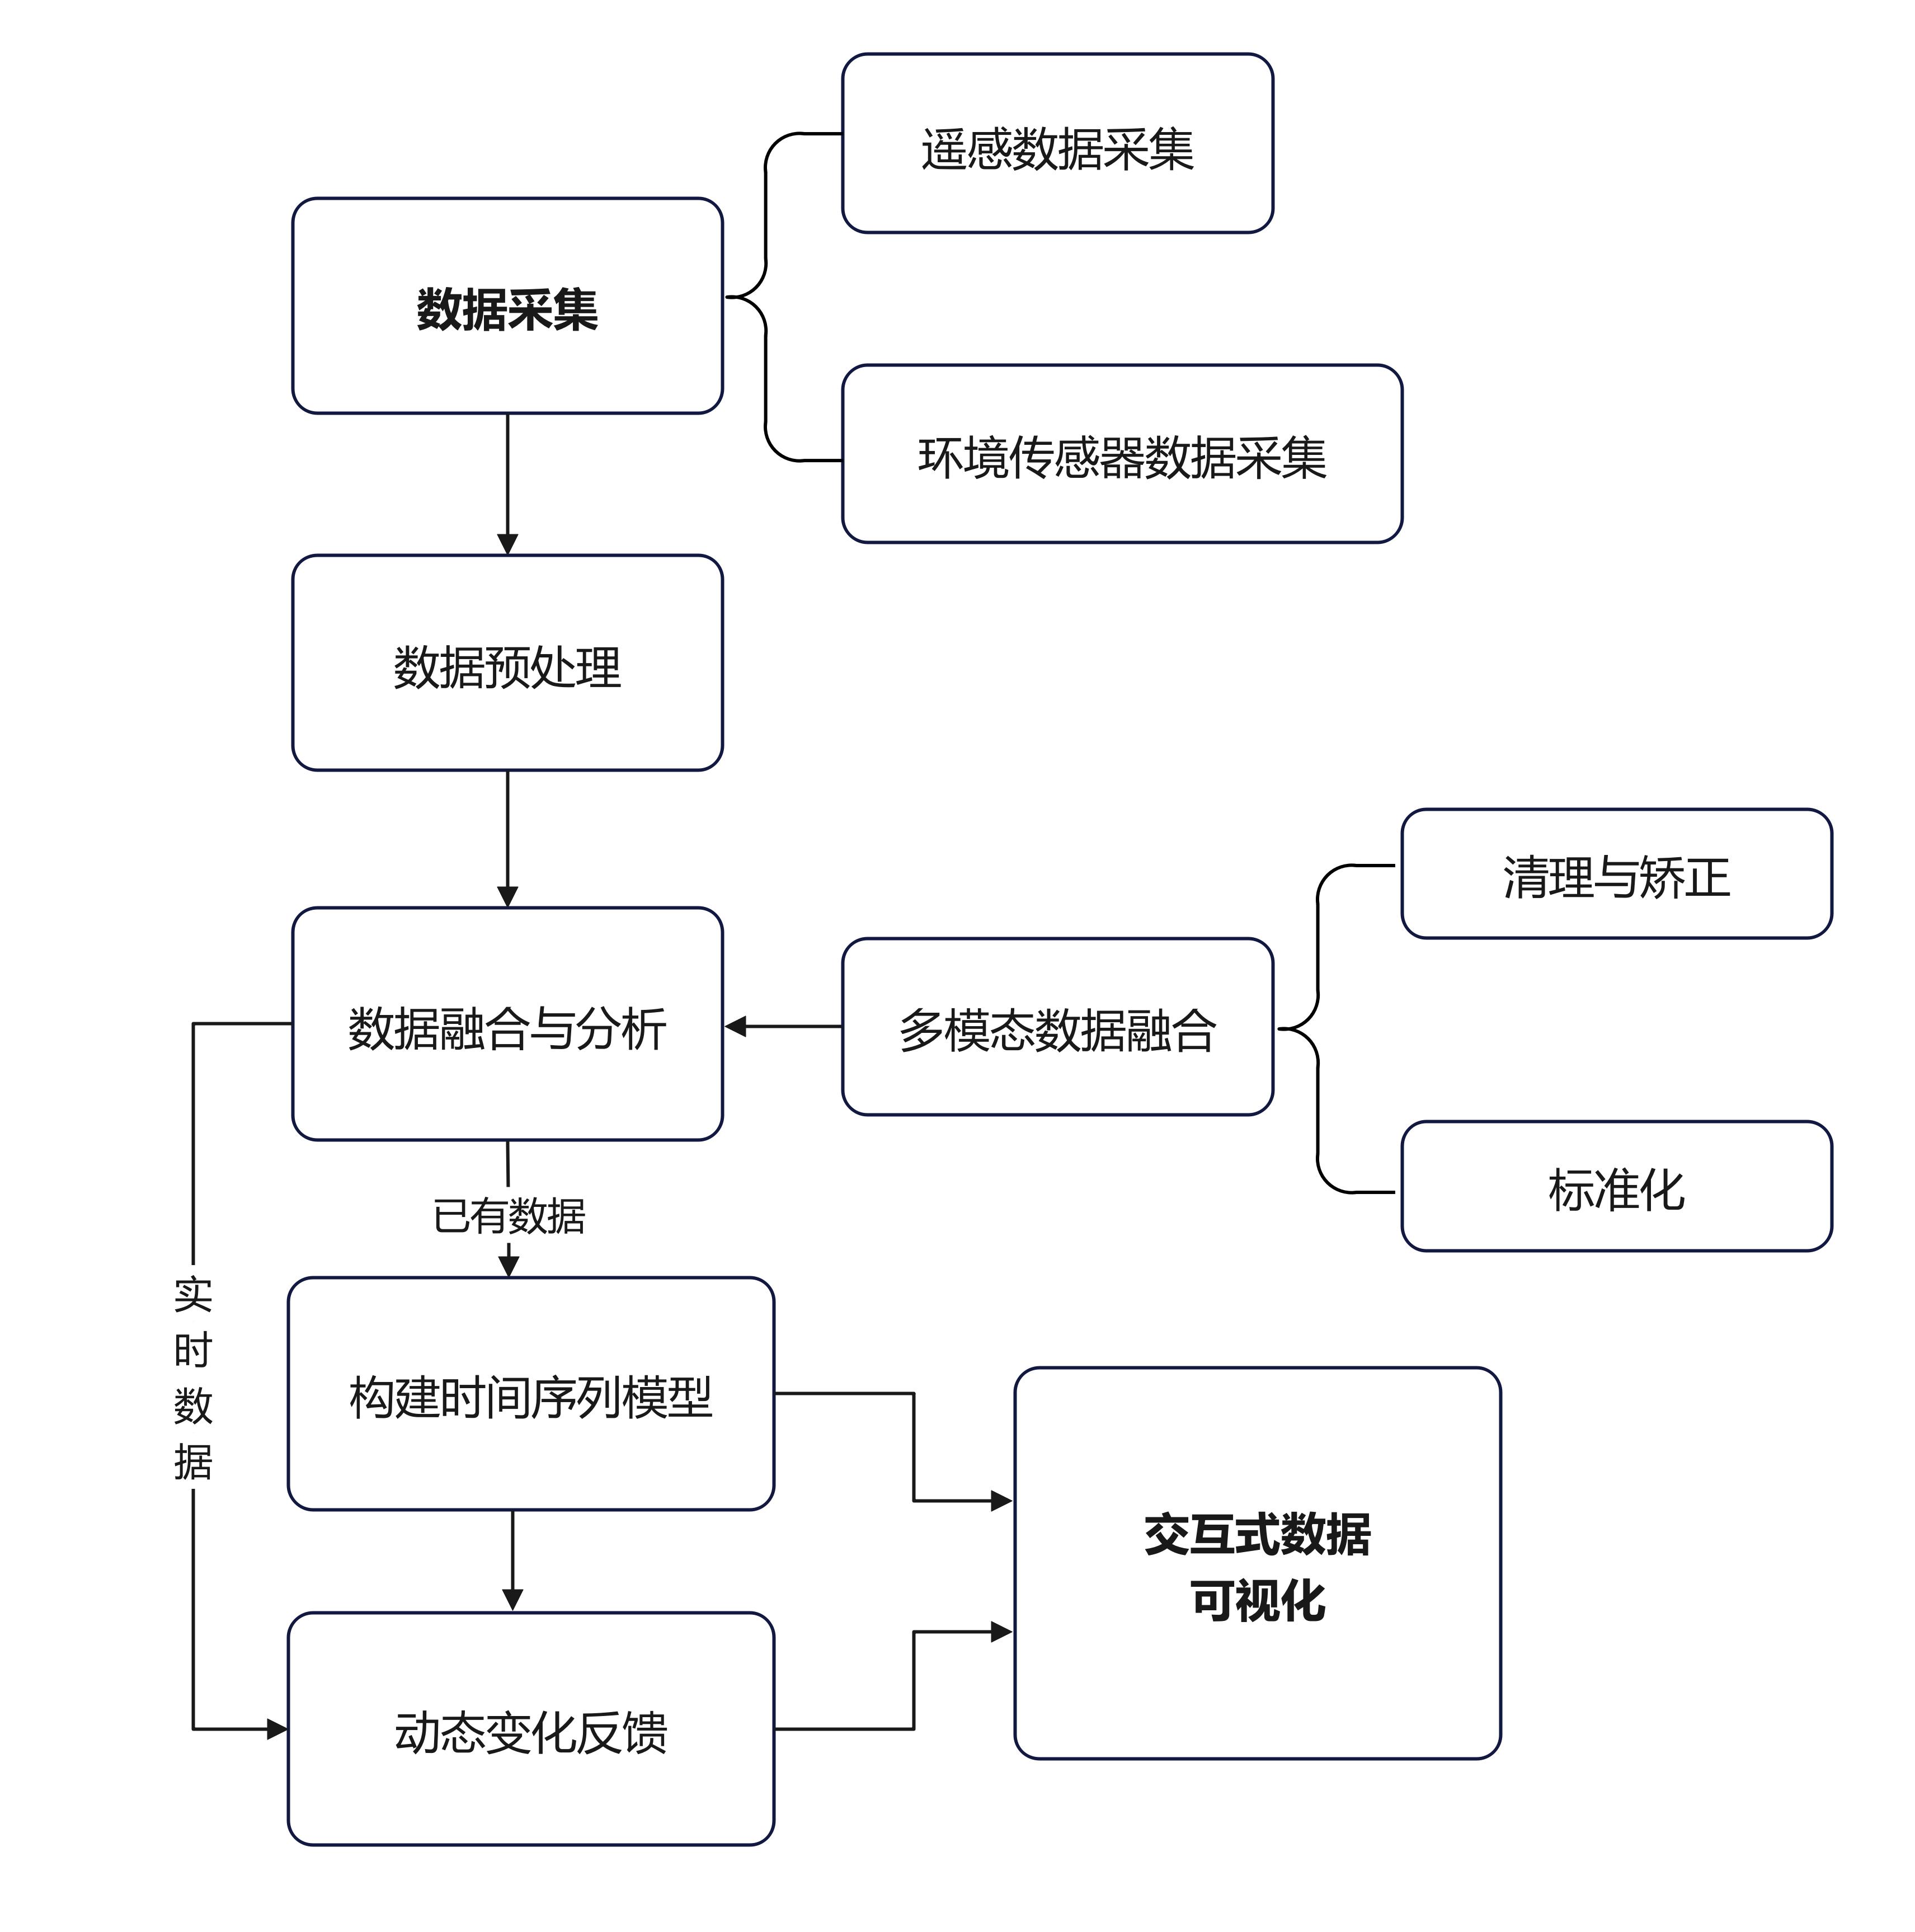 遥感数据采集
数据采集
环境传感器数据采集
数据预处理
清理与矫正
数据融合与分析
多模态数据融合
标准化
已有数据
实时数据
构建时间序列模型
交互式数据
可视化
动态变化反馈